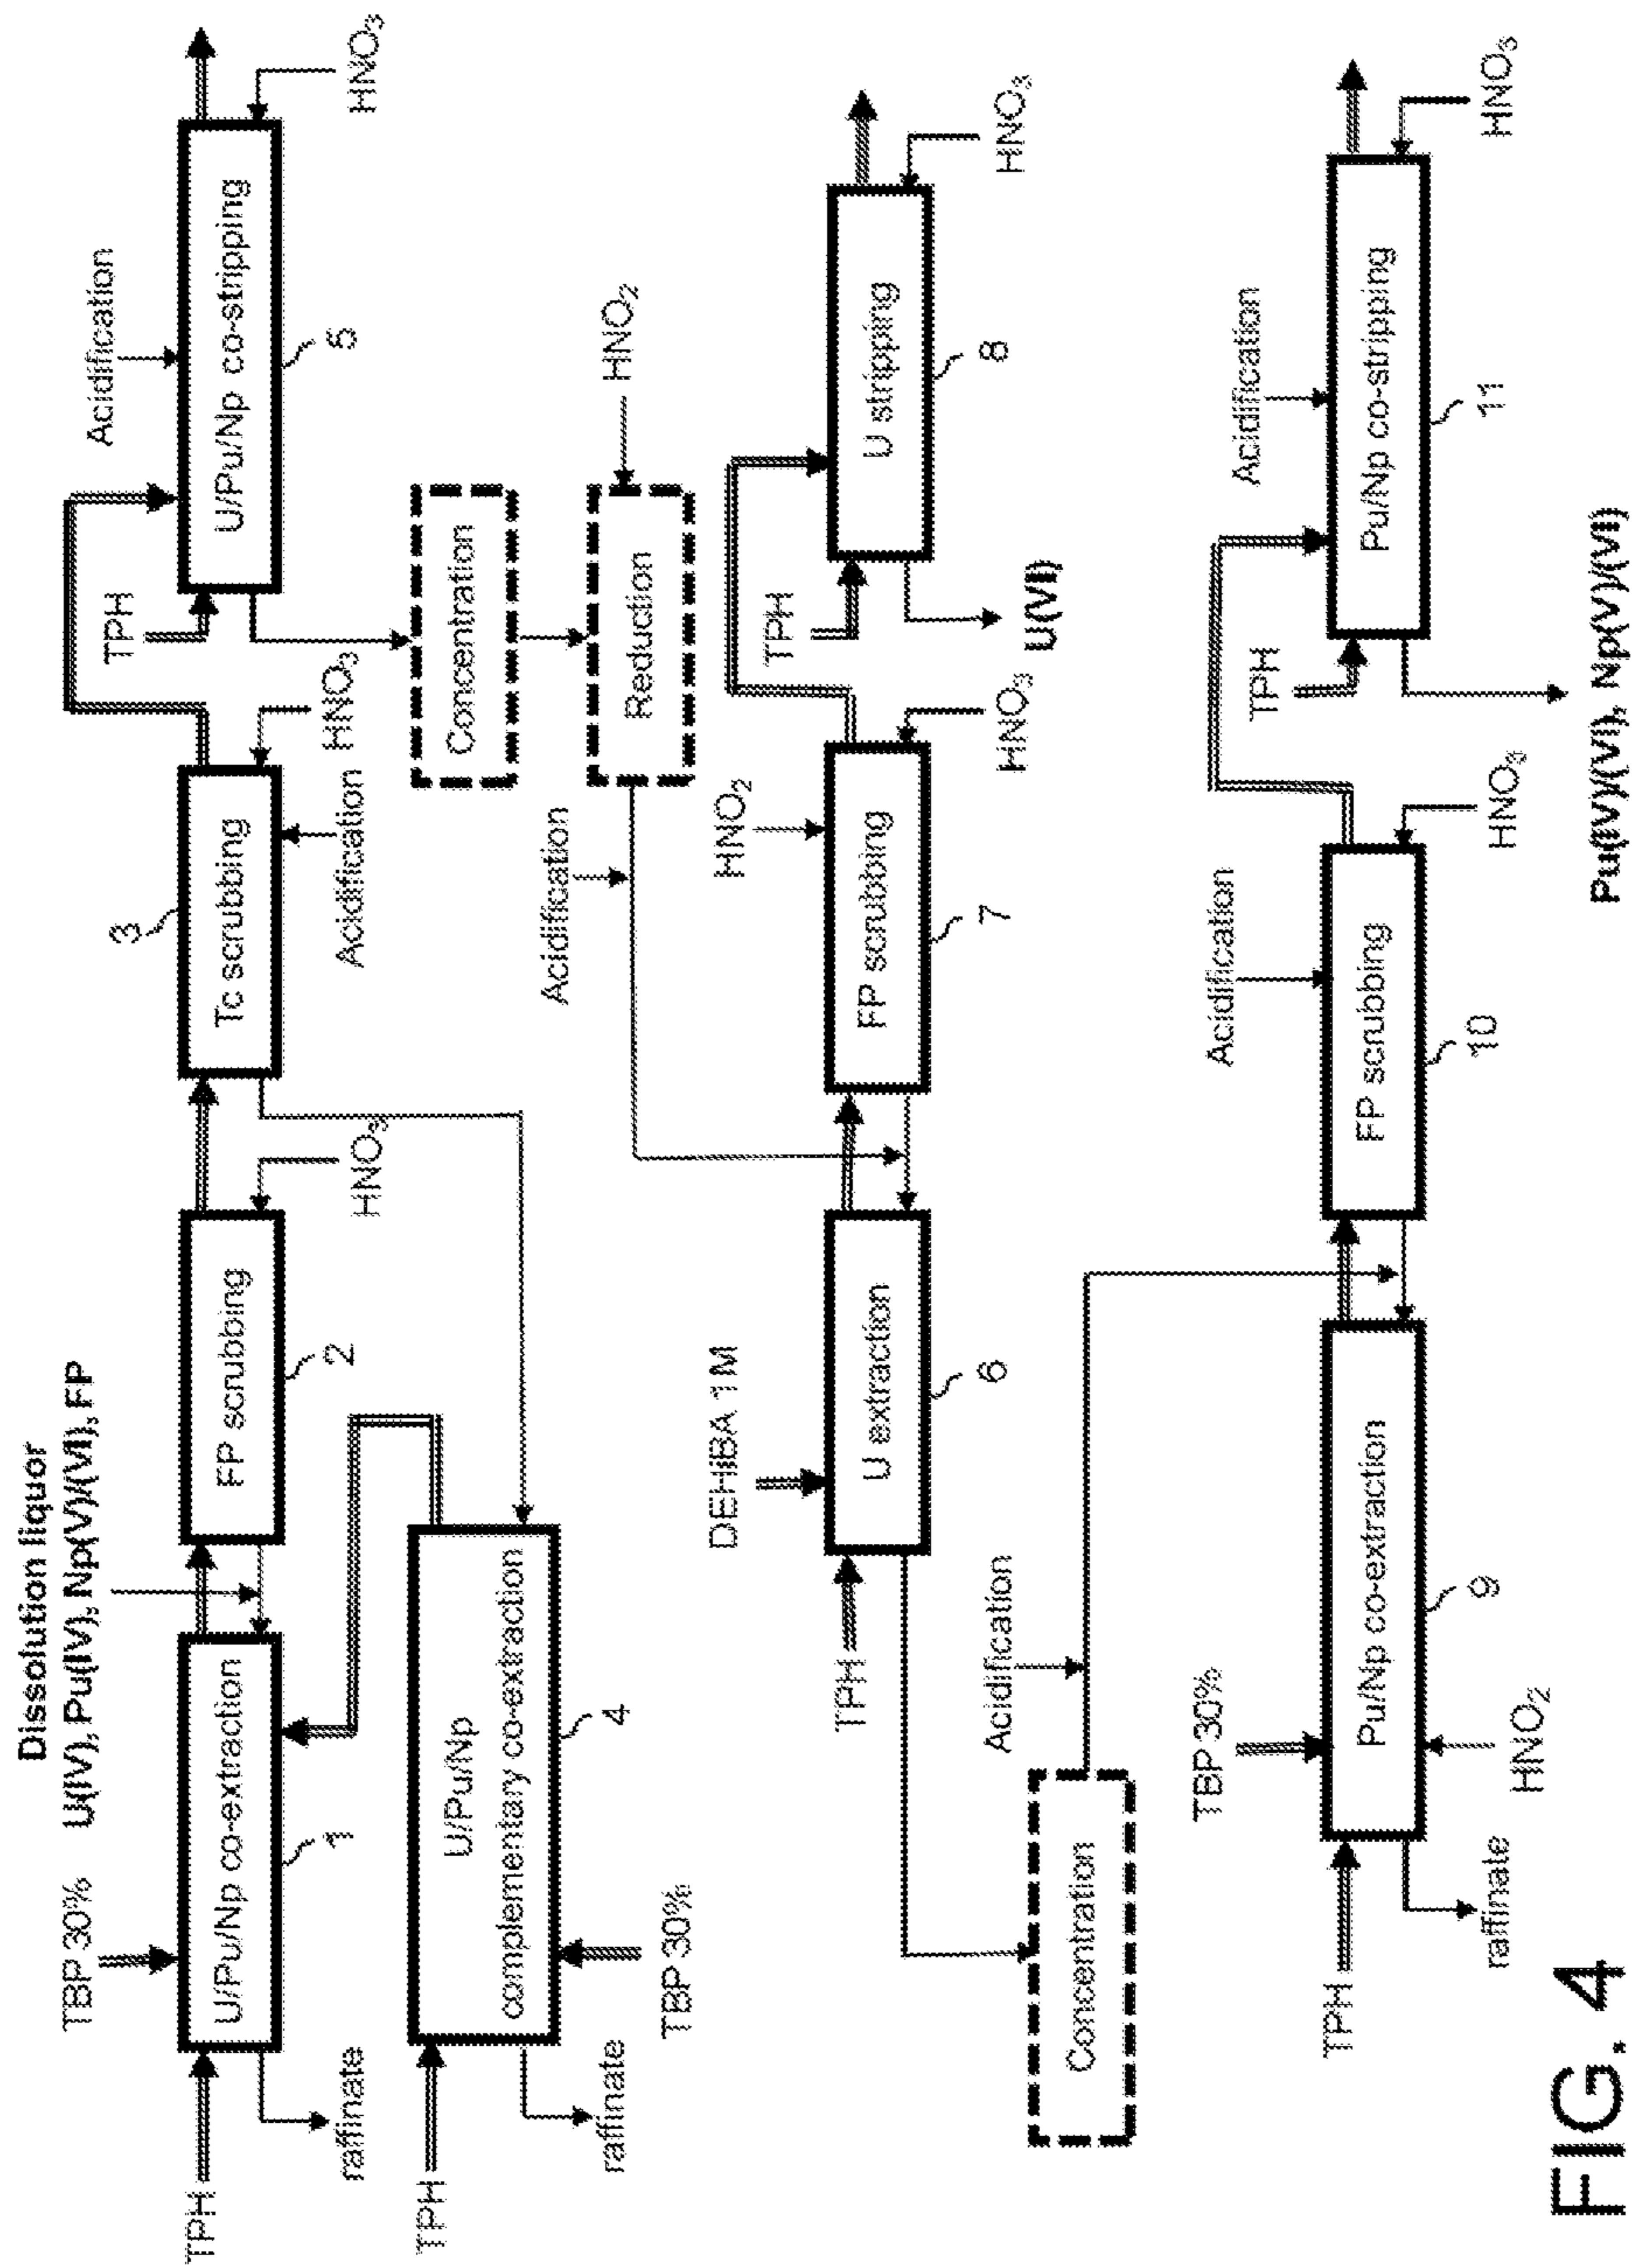 Dissolution liquor
U(IV), Pu(IV), Np(V)/(VI), FP
TBP 30%
TPH
U/Pu/Np co-extraction
1
raffinate
FP scrubbing
2
HNO3
3
Tc scrubbing
HNO3
Acidification
TPH
Acidification
U/Pu/Np co-stripping
5
HNO3
TPH
U/Pu/Np
complementary co-extraction
4
raffinate
TBP 30%
Concentration
Reduction
HNO2
Acidification
DEHiBA 1M
TPH
U extraction
6
HNO2
FP scrubbing
7
HNO3
TPH
U stripping
8
HNO3
U(VI)
Concentration
Acidification
TBP 30%
TPH
Pu/Np co-extraction
9
raffinate
HNO2
Acidification
FP scrubbing
10
HNO3
TPH
Acidification
Pu/Np co-stripping
11
HNO3
Pu(IV)/(VI), Np(V)/(VI)
FIG. 4